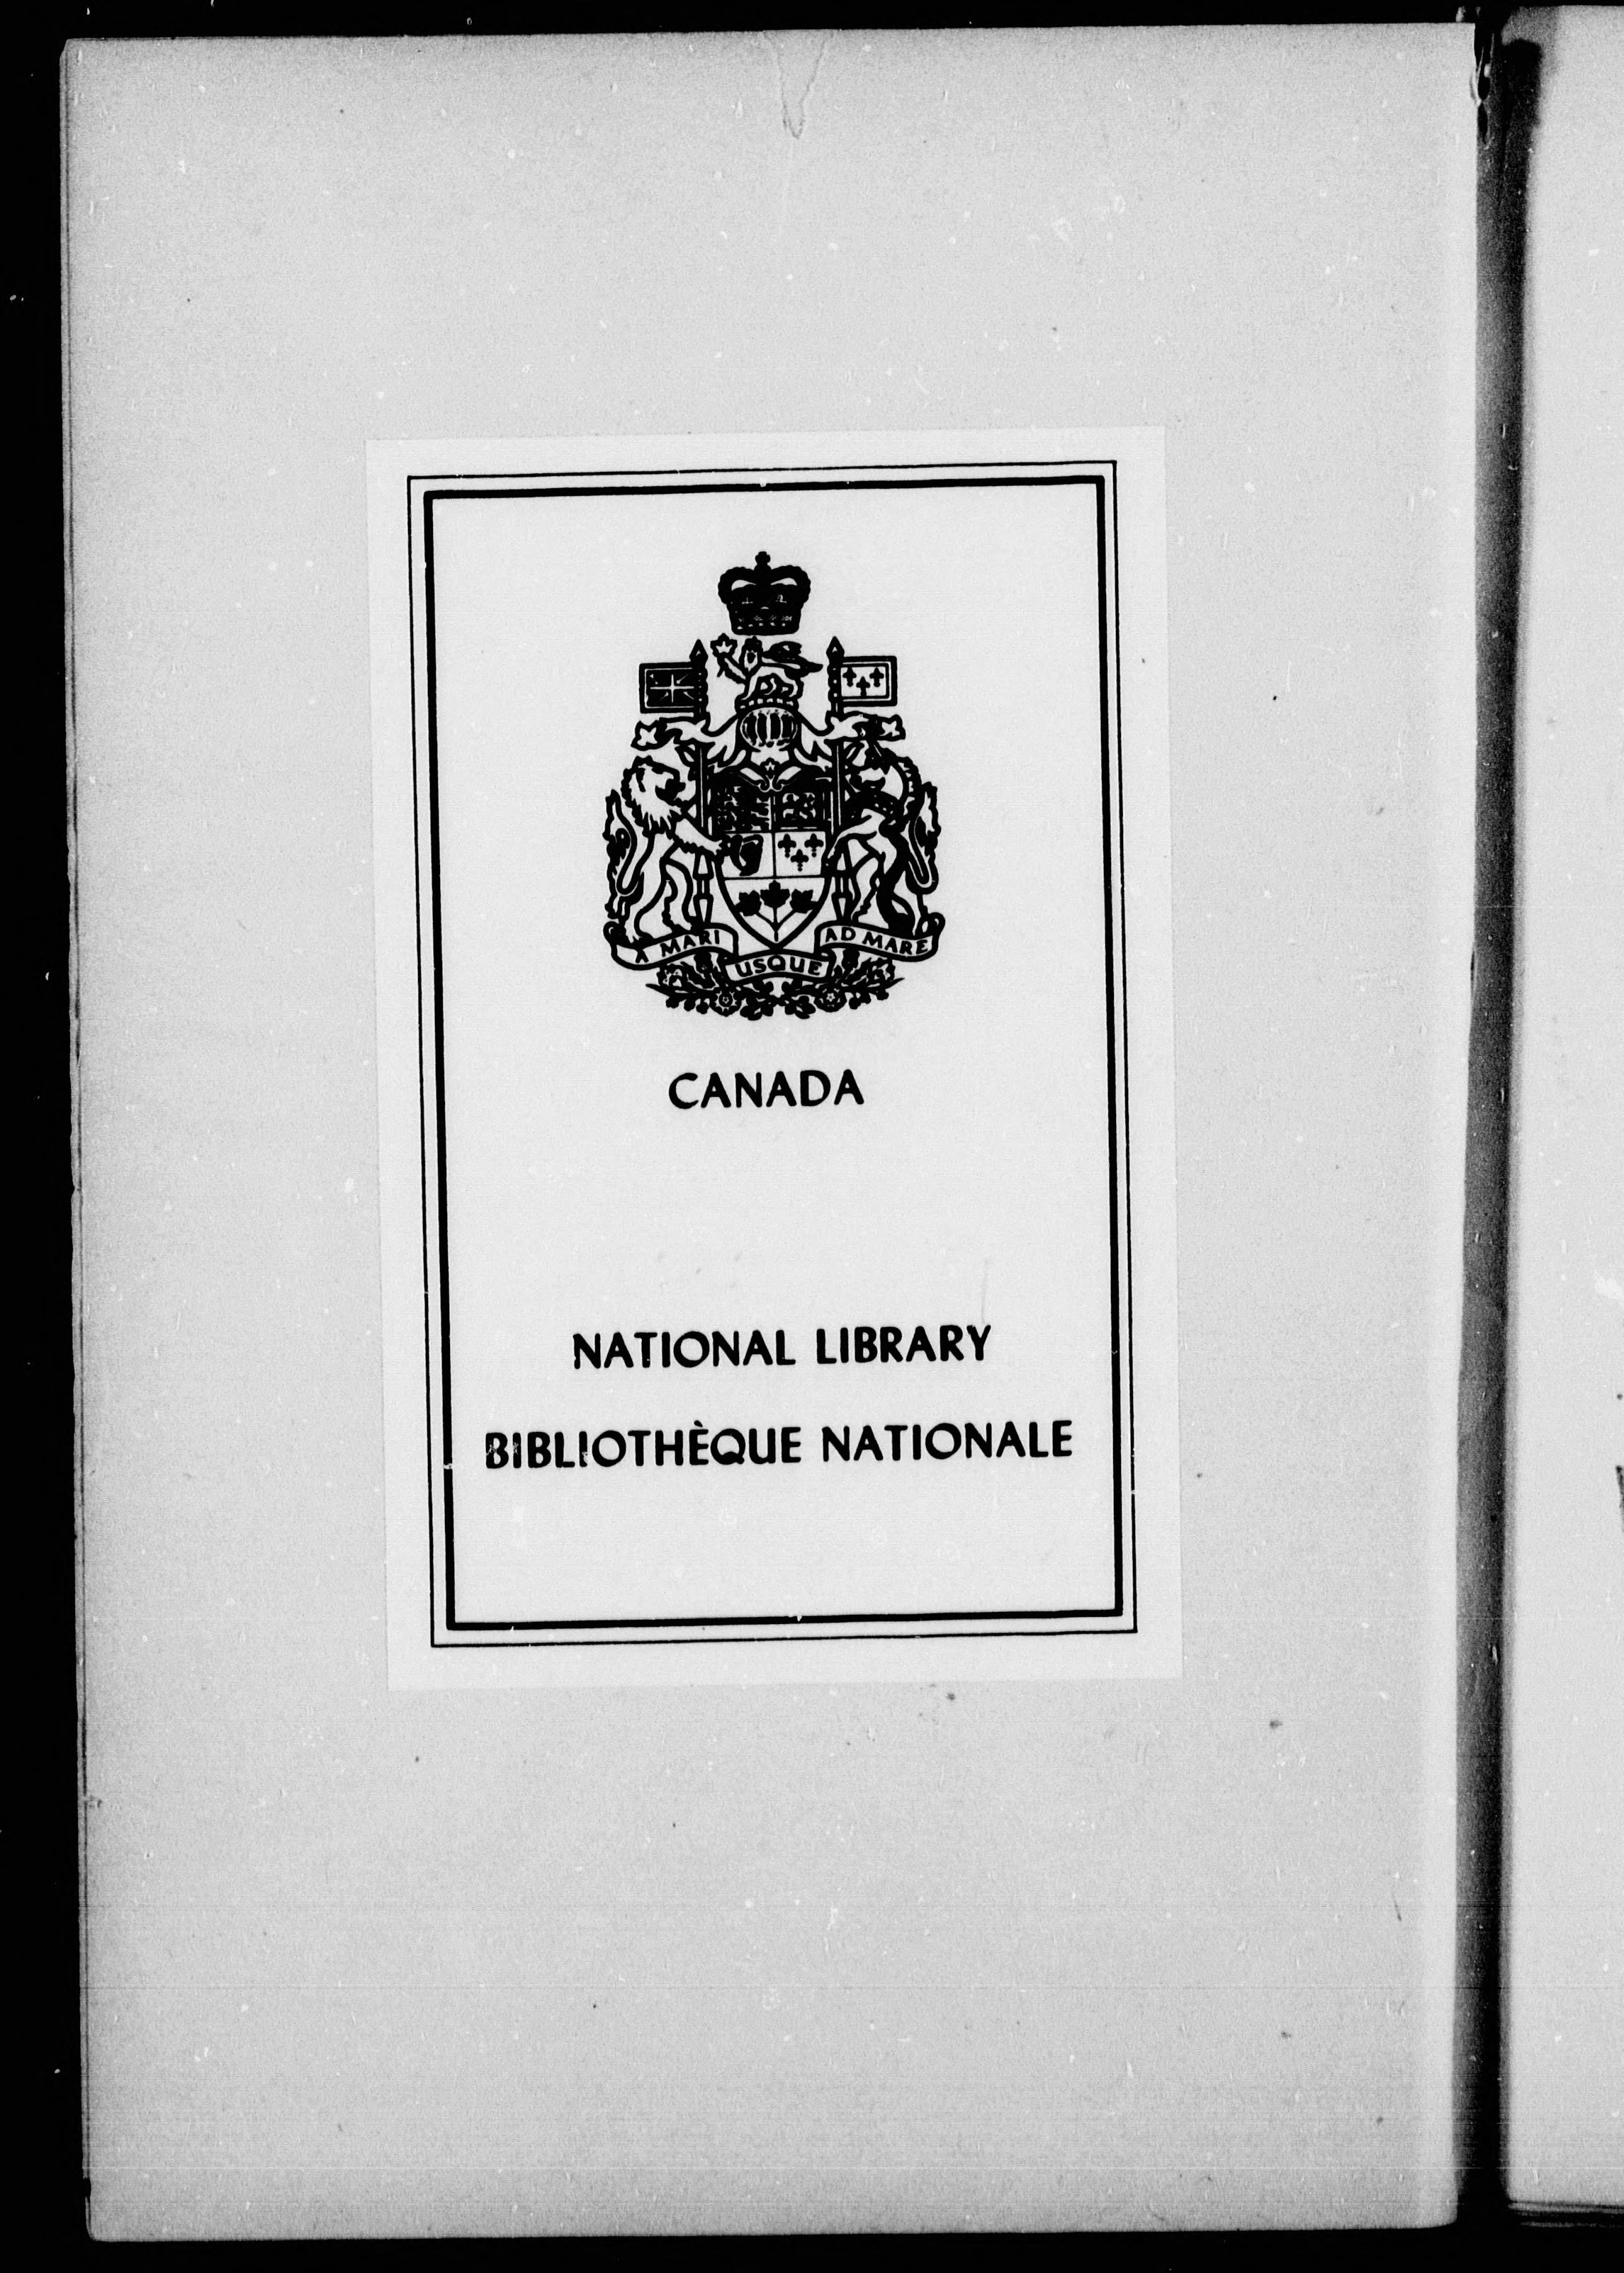 A MARI USQUE AD MARE
CANADA
NATIONAL LIBRARY
BIBLIOTHÈQUE NATIONALE